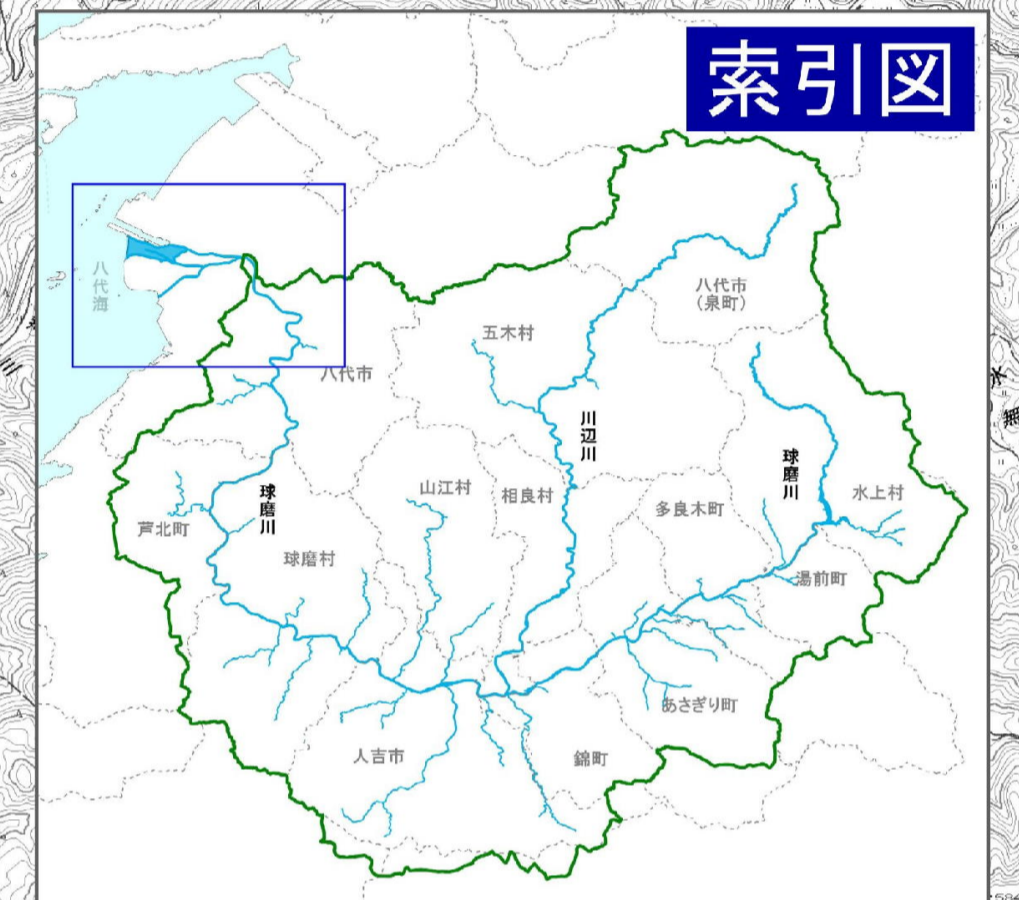 索引図
八代海
八代市
(泉町)
五木村
八代市
川辺川
球磨川
水上村
山江村
相良村
多良木町
球磨川
芦北町
球磨村
湯前町
あさぎり町
人吉市
錦町
川
水
無